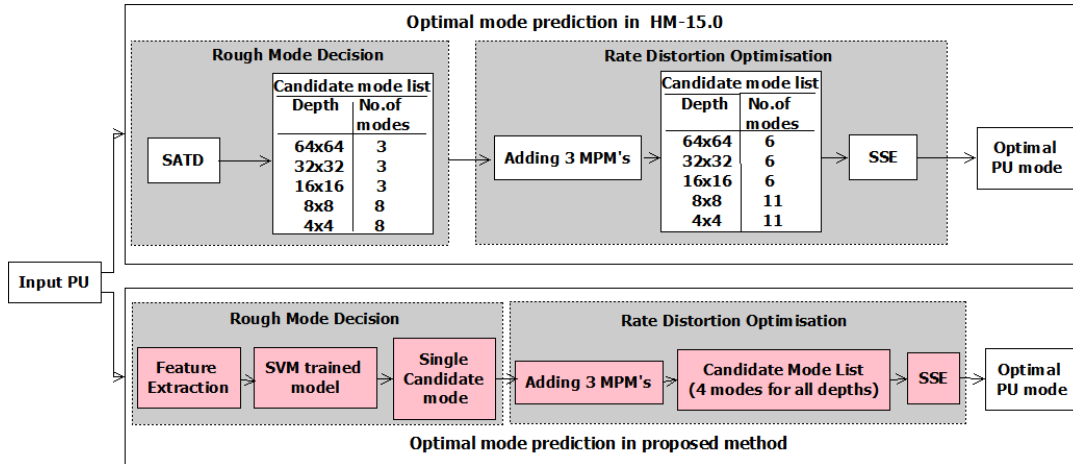 Optimal mode prediction in HM-15.0
Rough Mode Decision
SATD
Candidate mode list
Depth No.of
modes
64x64 3
32x32 3
16x16 3
8x8 8
4x4 8
Rate Distortion Optimisation
Adding 3 MPM's
Candidate mode list
Depth No.of
modes
64x64 6
32x32 6
16x16 6
8x8 11
4x4 11
SSE
Optimal
PU mode
Input PU
Rough Mode Decision
Feature
Extraction
SVM trained
model
Single
Candidate
mode
Rate Distortion Optimisation
Adding 3 MPM's
Candidate Mode List
(4 modes for all depths)
SSE
Optimal
PU mode
Optimal mode prediction in proposed method